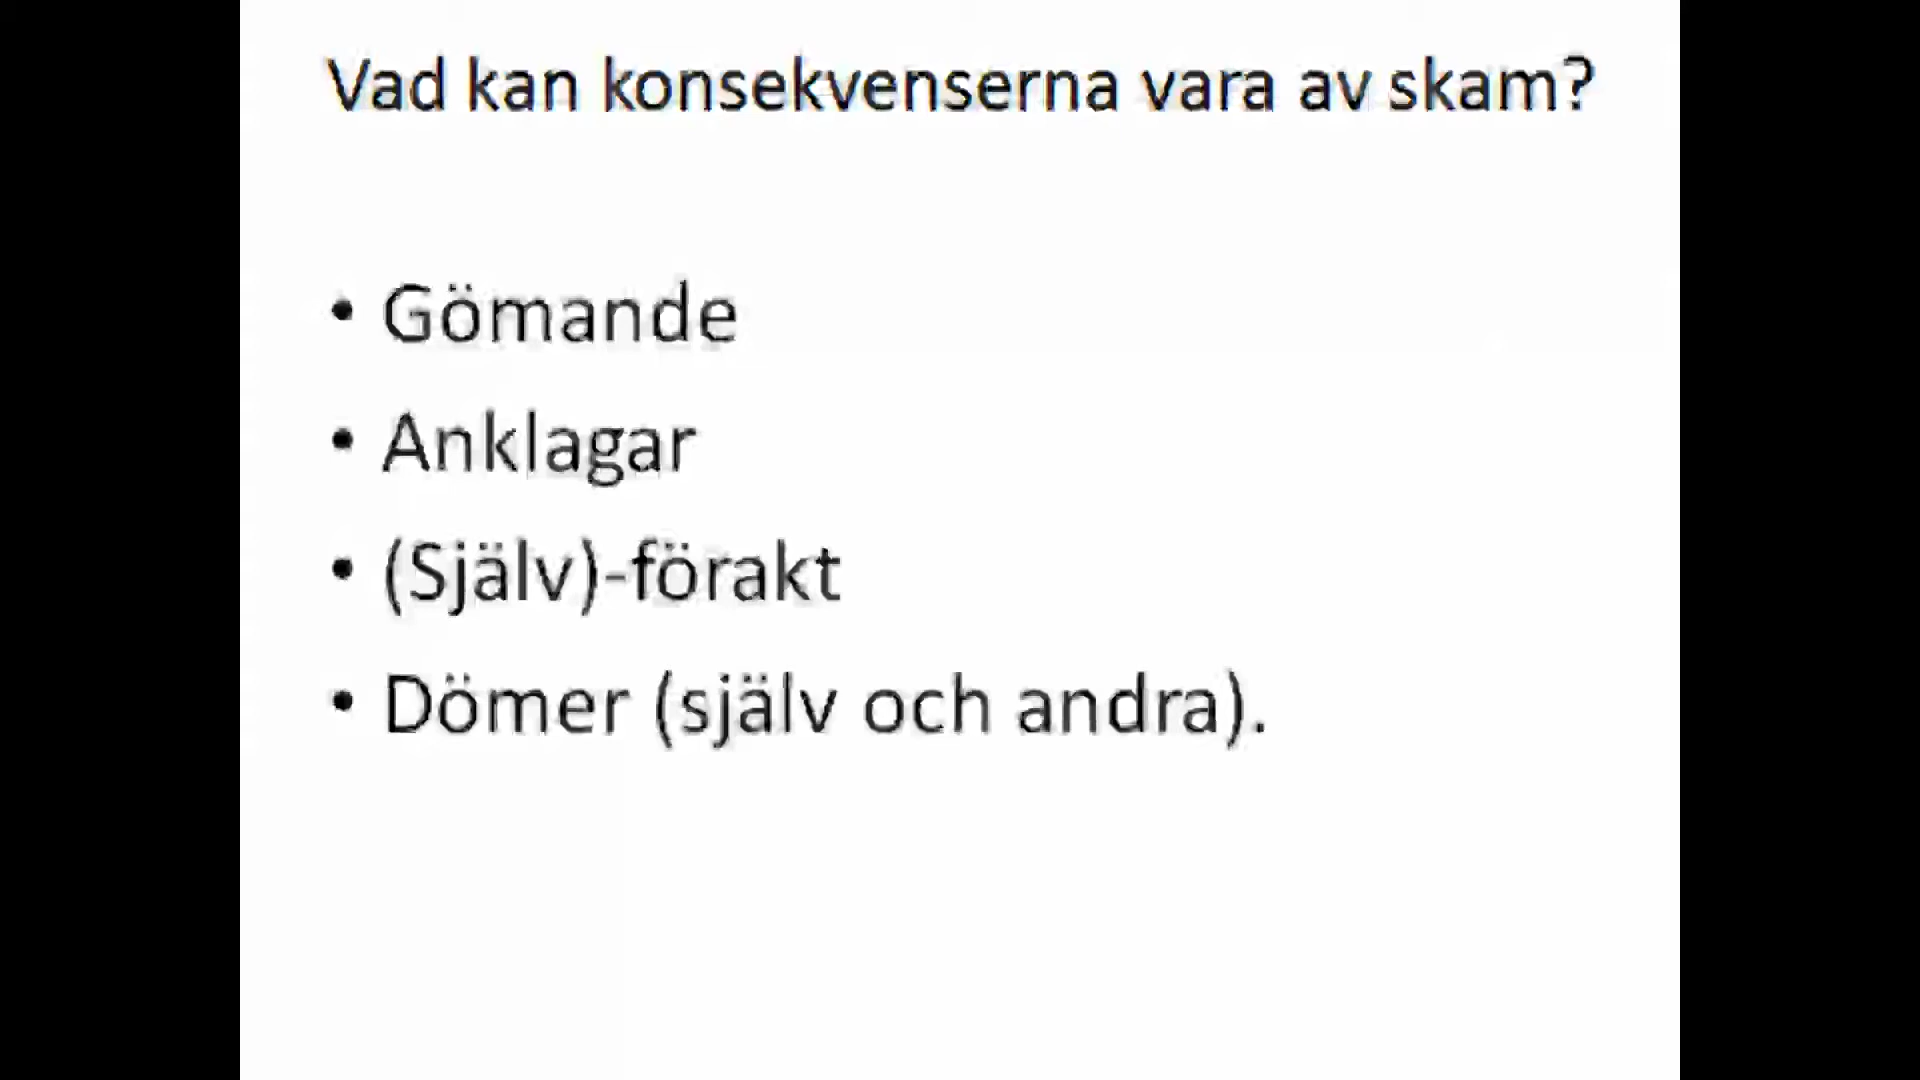 Vad kan konsekvenserna vara av skam?
• Gömande
• Anklagar
• (Själv)-förakt
• Dömer (själv och andra).